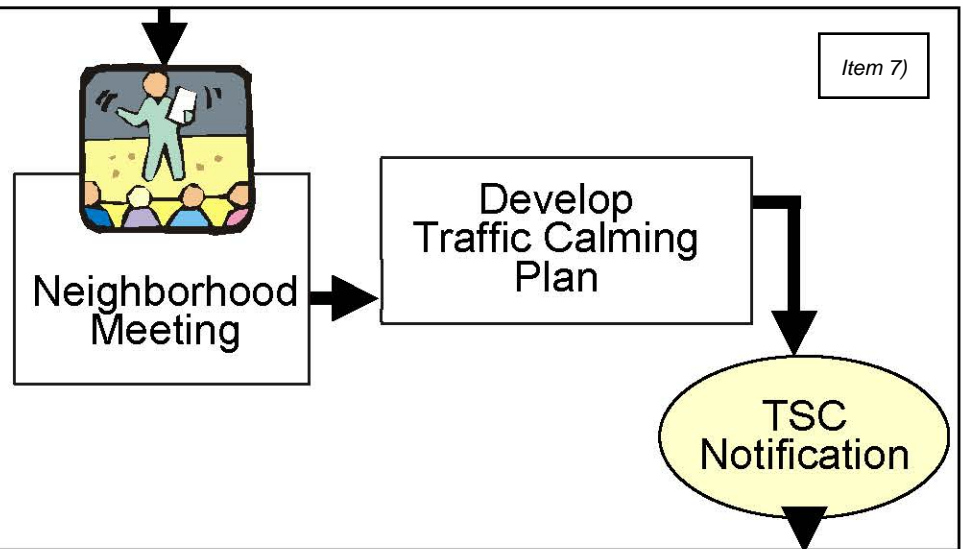 Item 7)
Neighborhood
Meeting
Develop
Traffic Calming
Plan
TSC
Notification